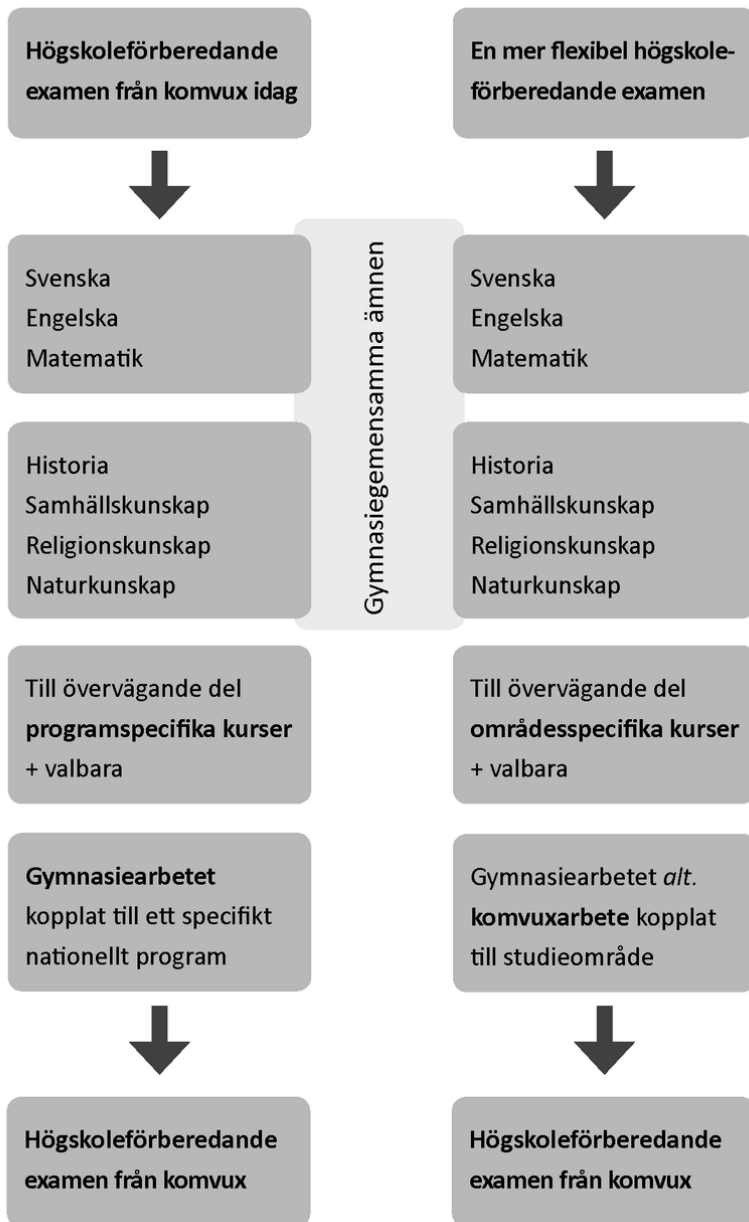 Högskoleförberedande
examen från komvux idag
En mer flexibel högskole-
förberedande examen
Svenska
Engelska
Matematik
Gymnasiegemensamma ämnen
Svenska
Engelska
Matematik
Historia
Samhällskunskap
Religionskunskap
Naturkunskap
Historia
Samhällskunskap
Religionskunskap
Naturkunskap
Till övervägande del
programspecifika kurser
+ valbara
Till övervägande del
områdesspecifika kurser
+ valbara
Gymnasiearbetet
kopplat till ett specifikt
nationellt program
Gymnasiearbetet alt.
komvuxarbete kopplat
till studieområde
Högskoleförberedande
examen från komvux
Högskoleförberedande
examen från komvux